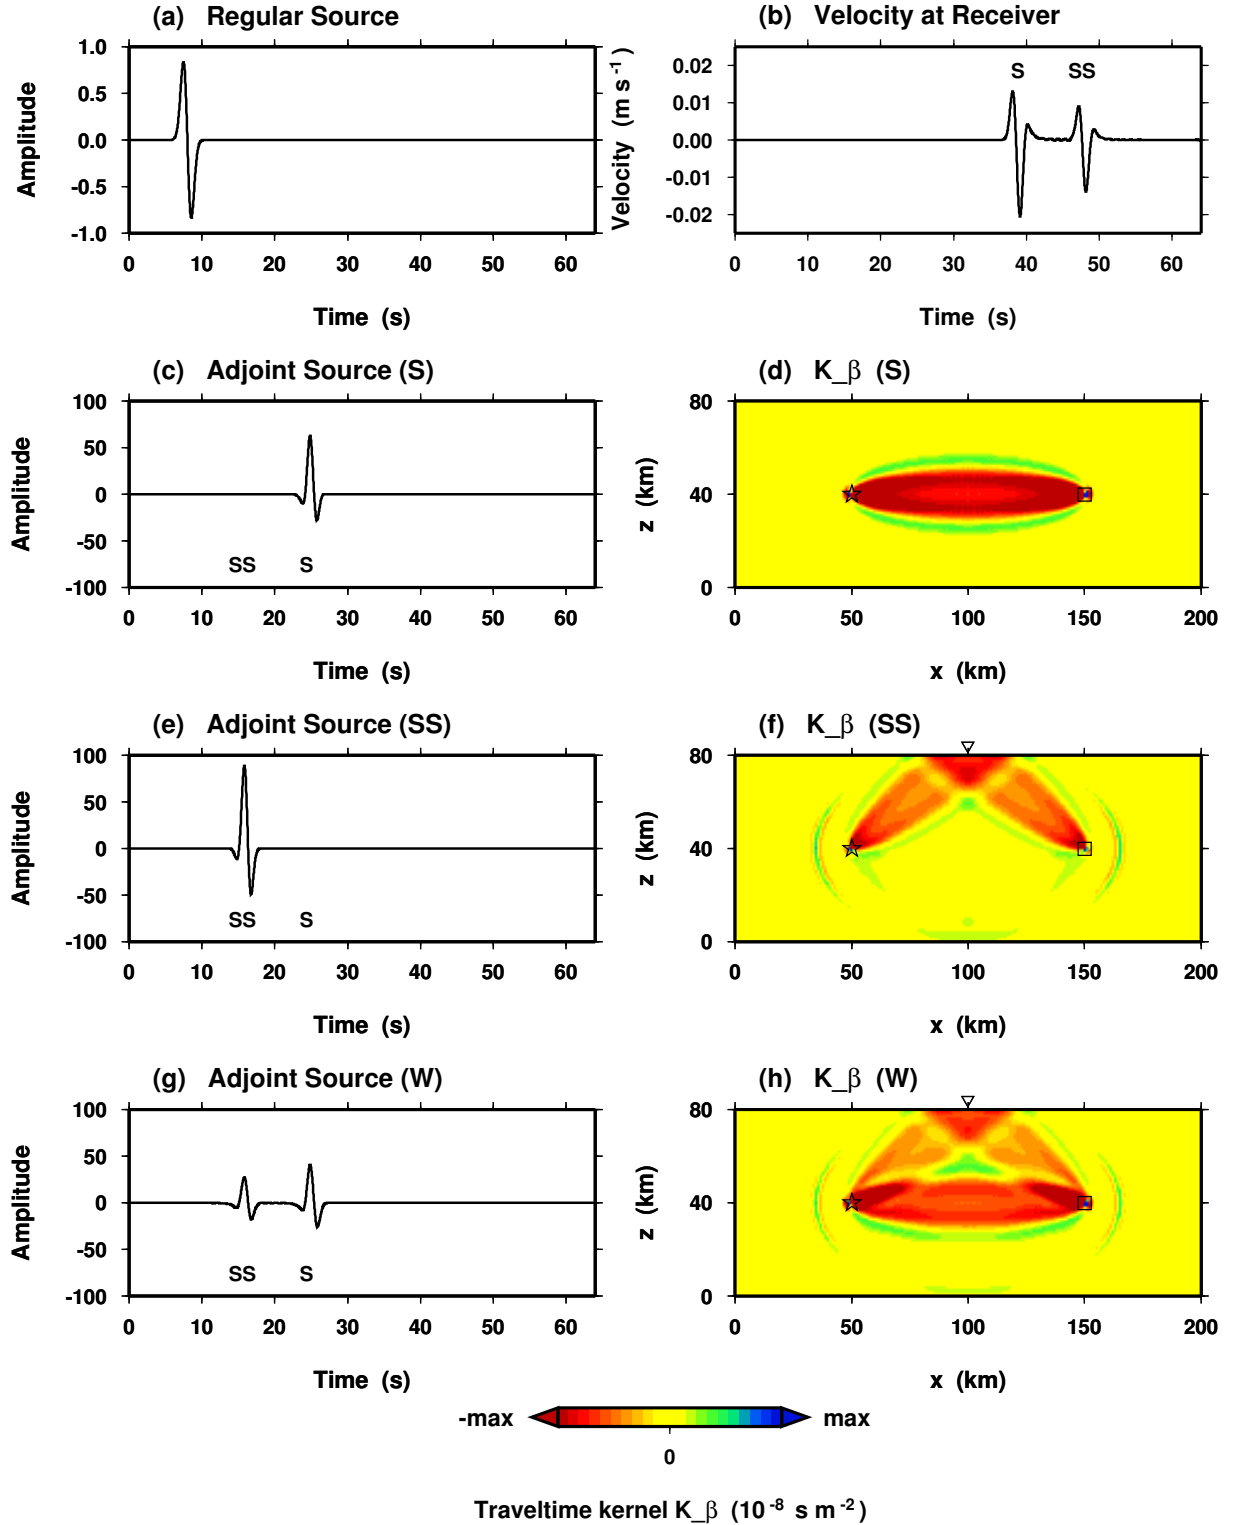 (a) Regular Source
Amplitude
1.0
0.5
0.0
-0.5
-1.0
0 10 20 30 40 50 60
Time (s)
(b) Velocity at Receiver
Velocity (m s -1)
0.02
0.01
0.00
-0.01
-0.02
S SS
0 10 20 30 40 50 60
Time (s)
(c) Adjoint Source (S)
Amplitude
100
50
0
-50
-100
SS S
0 10 20 30 40 50 60
Time (s)
(d) K_β (S)
z (km)
80
40
0
0 50 100 150 200
x (km)
(e) Adjoint Source (SS)
Amplitude
100
50
0
-50
-100
SS S
0 10 20 30 40 50 60
Time (s)
(f) K_β (SS)
z (km)
80
40
0
0 50 100 150 200
x (km)
(g) Adjoint Source (W)
Amplitude
100
50
0
-50
-100
SS S
0 10 20 30 40 50 60
Time (s)
(h) K_β (W)
z (km)
80
40
0
0 50 100 150 200
x (km)
-max max
0
Traveltime kernel K_β (10 -8 s m -2)